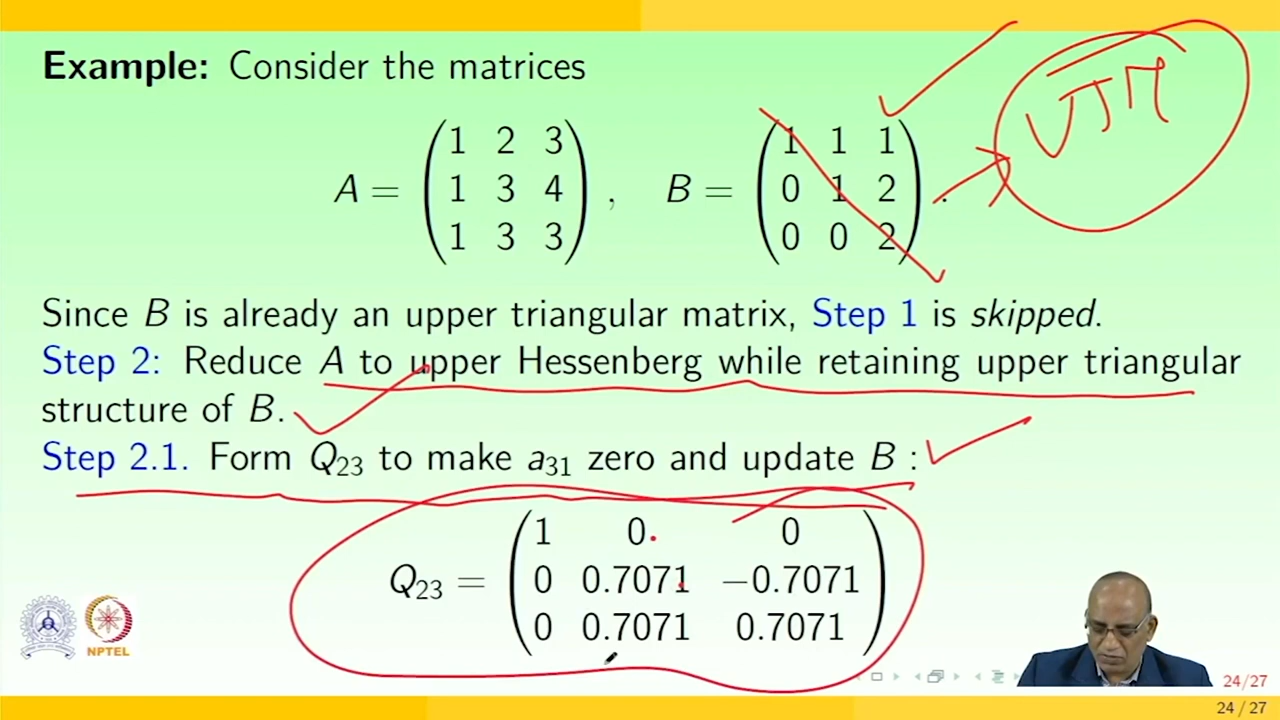 Example: Consider the matrices
A = ( 1 2 3 ; 1 3 4 ; 1 3 3 ) , B = ( 1 1 1 ; 0 1 2 ; 0 0 2 ) .
UTM
Since B is already an upper triangular matrix, Step 1 is skipped.
Step 2: Reduce A to upper Hessenberg while retaining upper triangular
structure of B.
Step 2.1. Form Q₂₃ to make a₃₁ zero and update B :
Q₂₃ = ( 1 0 0 ; 0 0.7071 −0.7071 ; 0 0.7071 0.7071 )
NPTEL
24/27
24 / 27